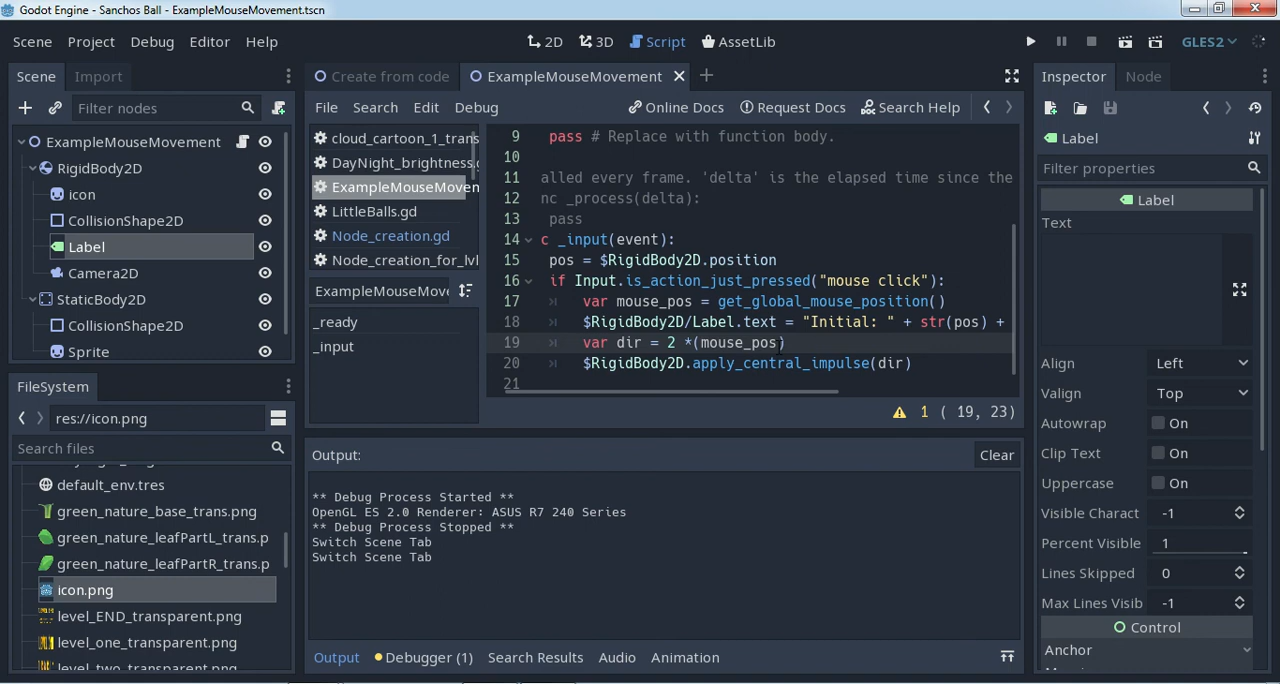 Godot Engine - Sanchos Ball - ExampleMouseMovement.tscn
Scene Project Debug Editor Help
2D 3D Script AssetLib
GLES2
Scene Import
Filter nodes
ExampleMouseMovement
RigidBody2D
icon
CollisionShape2D
Label
Camera2D
StaticBody2D
CollisionShape2D
Sprite
FileSystem
res://icon.png
Search files
default_env.tres
green_nature_base_trans.png
green_nature_leafPartL_trans.p
green_nature_leafPartR_trans.p
icon.png
level_END_transparent.png
level_one_transparent.png
level_two_transparent.png
Create from code ExampleMouseMovement
File Search Edit Debug Online Docs Request Docs Search Help
cloud_cartoon_1_trans
DayNight_brightness.g
ExampleMouseMovem
LittleBalls.gd
Node_creation.gd
Node_creation_for_lvl
ExampleMouseMove
_ready
_input
9 pass # Replace with function body.
10
11 alled every frame. 'delta' is the elapsed time since the
12 nc _process(delta):
13 pass
14 c _input(event):
15 pos = $RigidBody2D.position
16 if Input.is_action_just_pressed("mouse click"):
17 var mouse_pos = get_global_mouse_position()
18 $RigidBody2D/Label.text = "Initial: " + str(pos) +
19 var dir = 2 *(mouse_pos)
20 $RigidBody2D.apply_central_impulse(dir)
21
1 ( 19, 23)
Output: Clear
** Debug Process Started **
OpenGL ES 2.0 Renderer: ASUS R7 240 Series
** Debug Process Stopped **
Switch Scene Tab
Switch Scene Tab
Output Debugger (1) Search Results Audio Animation
Inspector Node
Label
Filter properties
Label
Text
Align Left
Valign Top
Autowrap On
Clip Text On
Uppercase On
Visible Charact -1
Percent Visible 1
Lines Skipped 0
Max Lines Visib -1
Control
Anchor